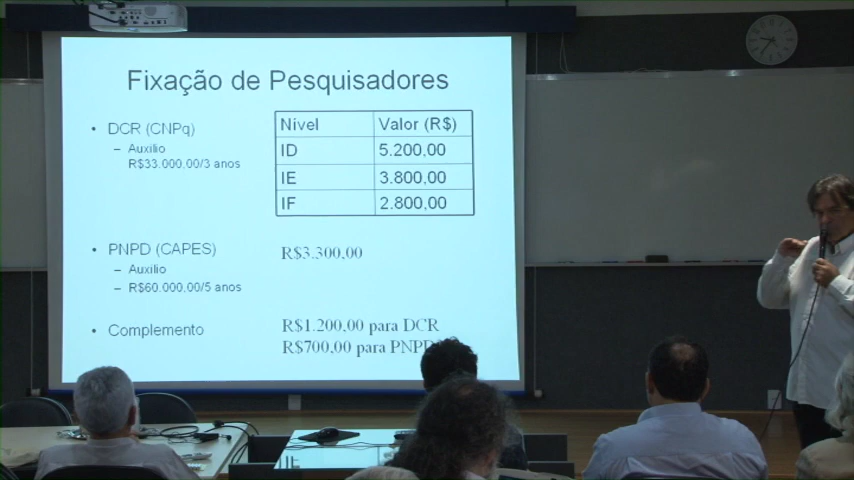 Fixação de Pesquisadores
• DCR (CNPq)
– Auxilio
R$33.000,00/3 anos
Nivel Valor (R$)
ID 5.200,00
IE 3.800,00
IF 2.800,00
• PNPD (CAPES)
– Auxilio
– R$60.000,00/5 anos
R$3.300,00
• Complemento
R$1.200,00 para DCR
R$700,00 para PNPD